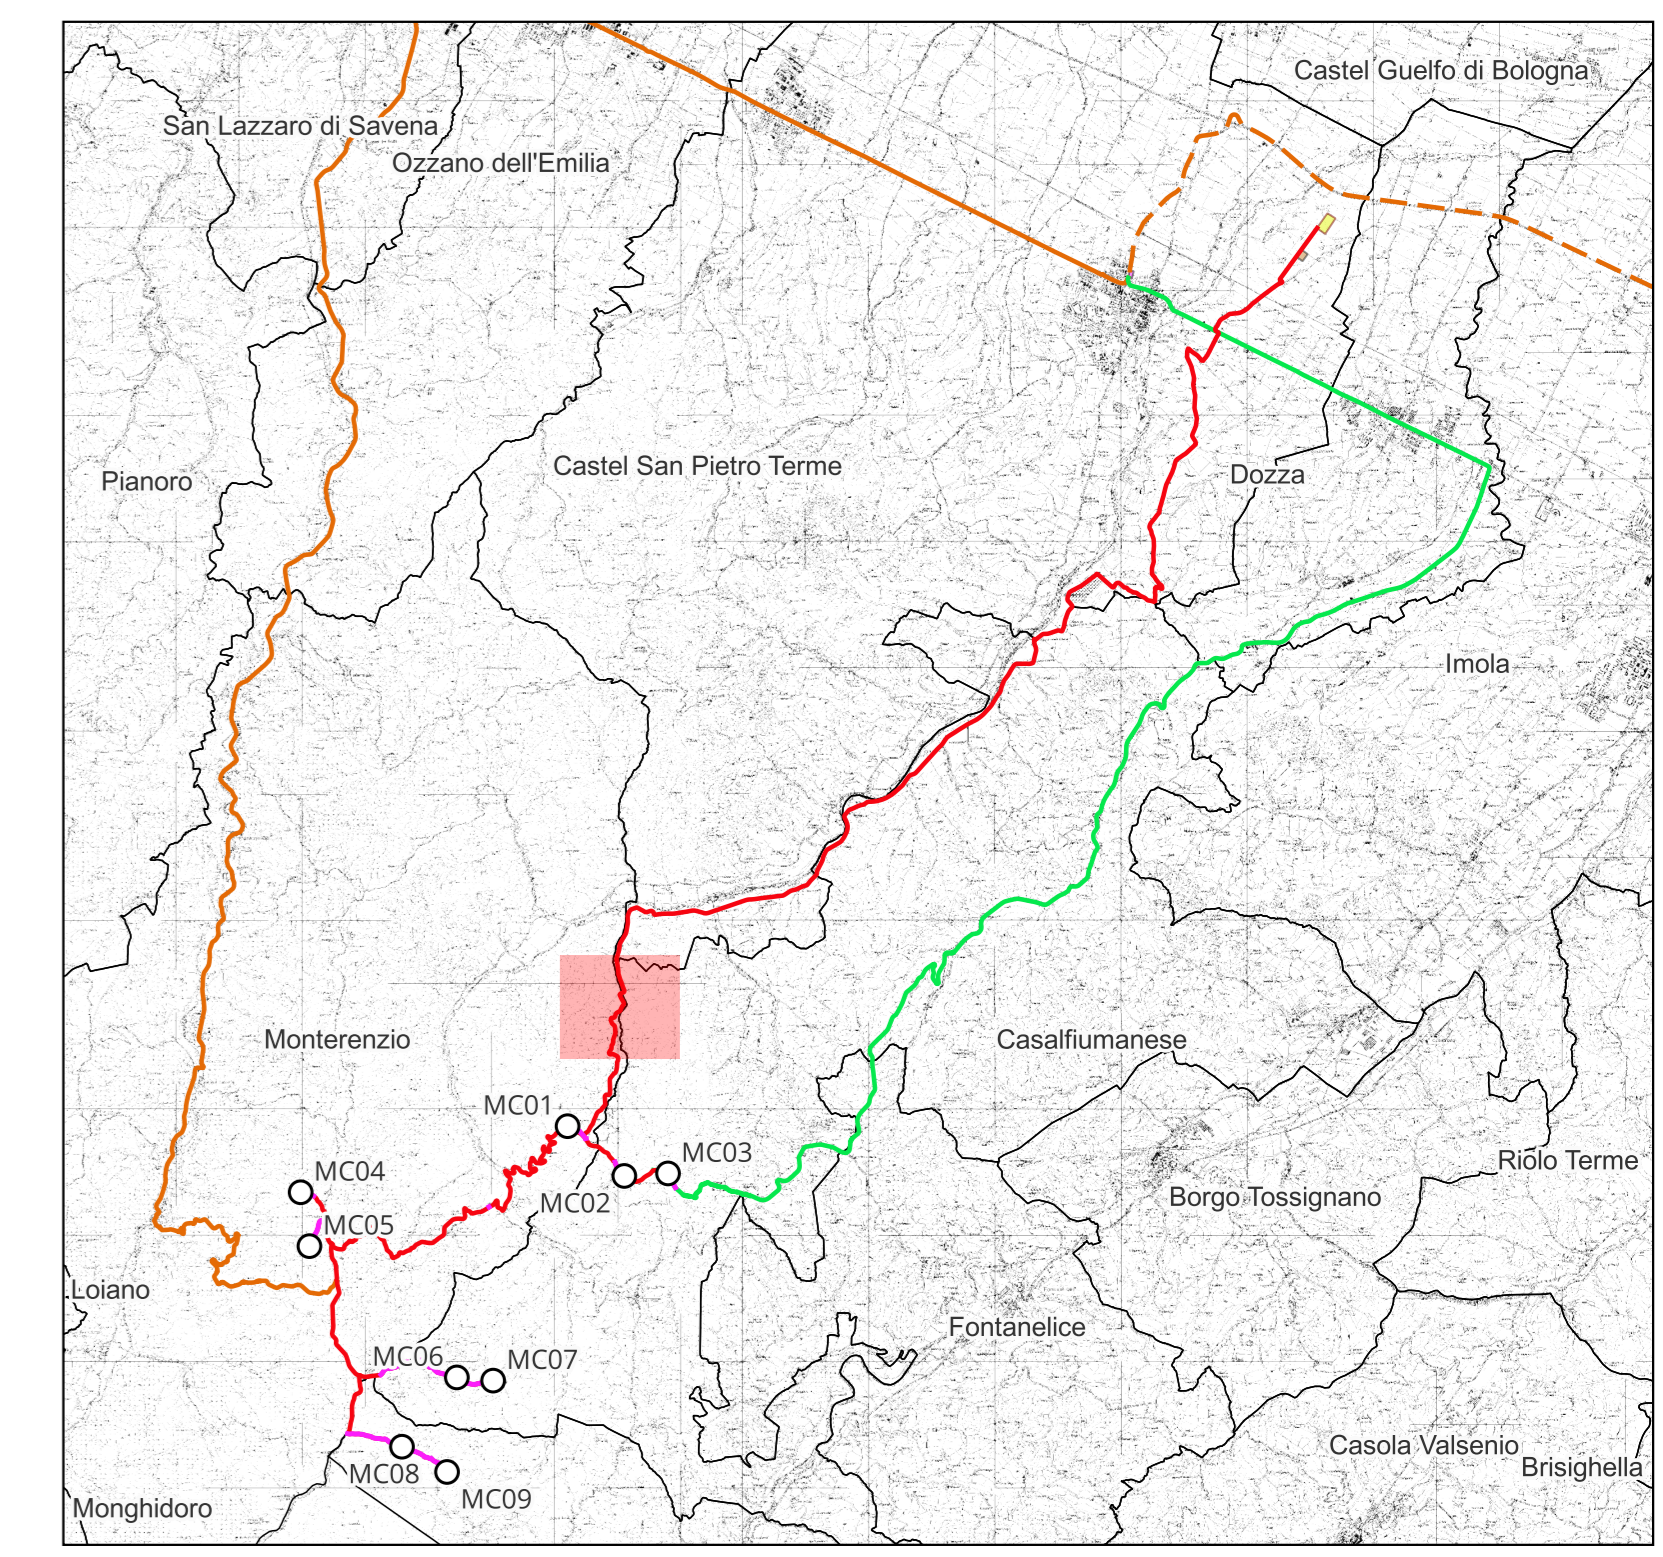 Castel Guelfo di Bologna
San Lazzaro di Savena
Ozzano dell'Emilia
Castel San Pietro Terme
Pianoro
Dozza
Imola
Monterenzio
Casalfiumanese
MC01
MC03
MC04
MC02
MC05
Riolo Terme
Borgo Tossignano
Loiano
Fontanelice
MC06
MC07
Casola Valsenio
Brisighella
MC08
MC09
Monghidoro